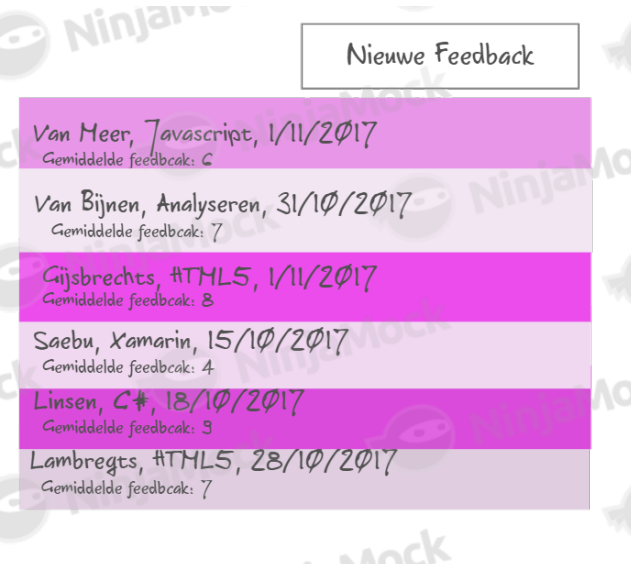 Nieuwe Feedback
Van Meer, Javascript, 1/11/2017
Gemiddelde feedbcak: 6
Van Bijnen, Analyseren, 31/10/2017
Gemiddelde feedbcak: 7
Gijsbrechts, HTML5, 1/11/2017
Gemiddelde feedbcak: 8
Saebu, Xamarin, 15/10/2017
Gemiddelde feedbcak: 4
Linsen, C#, 18/10/2017
Gemiddelde feedbcak: 9
Lambregts, HTML5, 28/10/2017
Gemiddelde feedbcak: 7
NinjaMock